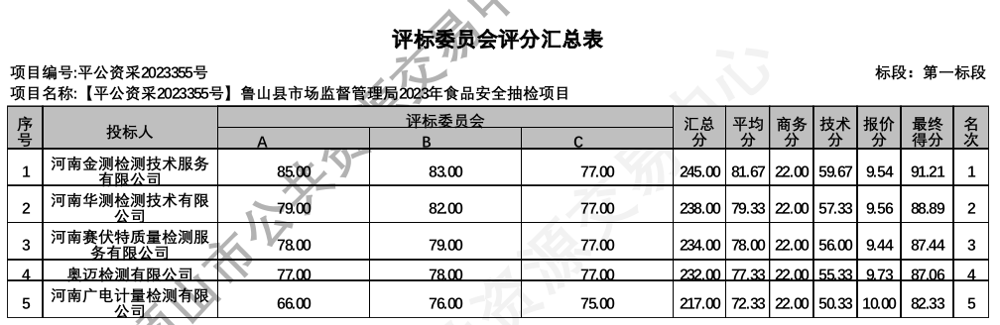 评标委员会评分汇总表
项目编号:平公资采2023355号 标段：第一标段
项目名称:【平公资采2023355号】鲁山县市场监督管理局2023年食品安全抽检项目
序号 投标人 评标委员会 汇总分 平均分 商务分 技术分 报价分 最终得分 名次
A B C
1 河南金测检测技术服务有限公司 85.00 83.00 77.00 245.00 81.67 22.00 59.67 9.54 91.21 1
2 河南华测检测技术有限公司 79.00 82.00 77.00 238.00 79.33 22.00 57.33 9.56 88.89 2
3 河南赛伏特质量检测服务有限公司 78.00 79.00 77.00 234.00 78.00 22.00 56.00 9.44 87.44 3
4 奥迈检测有限公司 77.00 78.00 77.00 232.00 77.33 22.00 55.33 9.73 87.06 4
5 河南广电计量检测有限公司 66.00 76.00 75.00 217.00 72.33 22.00 50.33 10.00 82.33 5